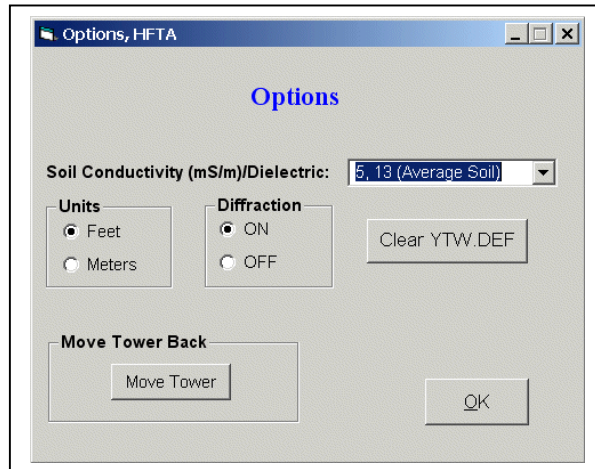 Options, HFTA
Options
Soil Conductivity (mS/m)/Dielectric: 5, 13 (Average Soil)
Units Diffraction
Feet ON Clear YTW.DEF
Meters OFF
Move Tower Back
Move Tower
OK